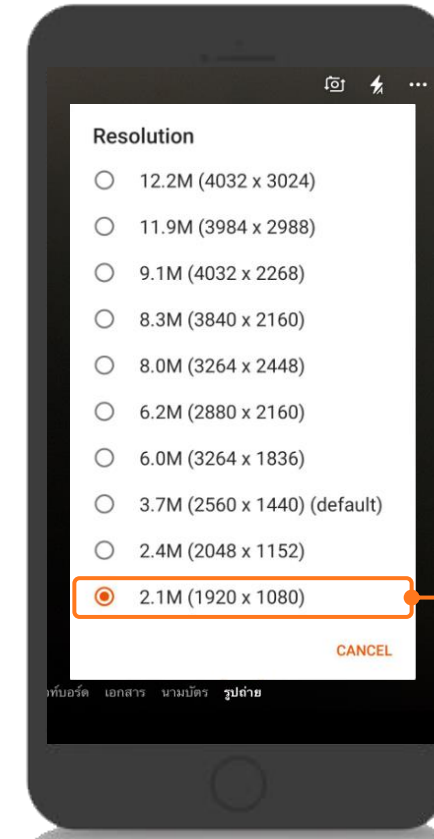 Resolution
12.2M (4032 x 3024)
11.9M (3984 x 2988)
9.1M (4032 x 2268)
8.3M (3840 x 2160)
8.0M (3264 x 2448)
6.2M (2880 x 2160)
6.0M (3264 x 1836)
3.7M (2560 x 1440) (default)
2.4M (2048 x 1152)
2.1M (1920 x 1080)
CANCEL
เอกสาร นามบัตร รูปถ่าย